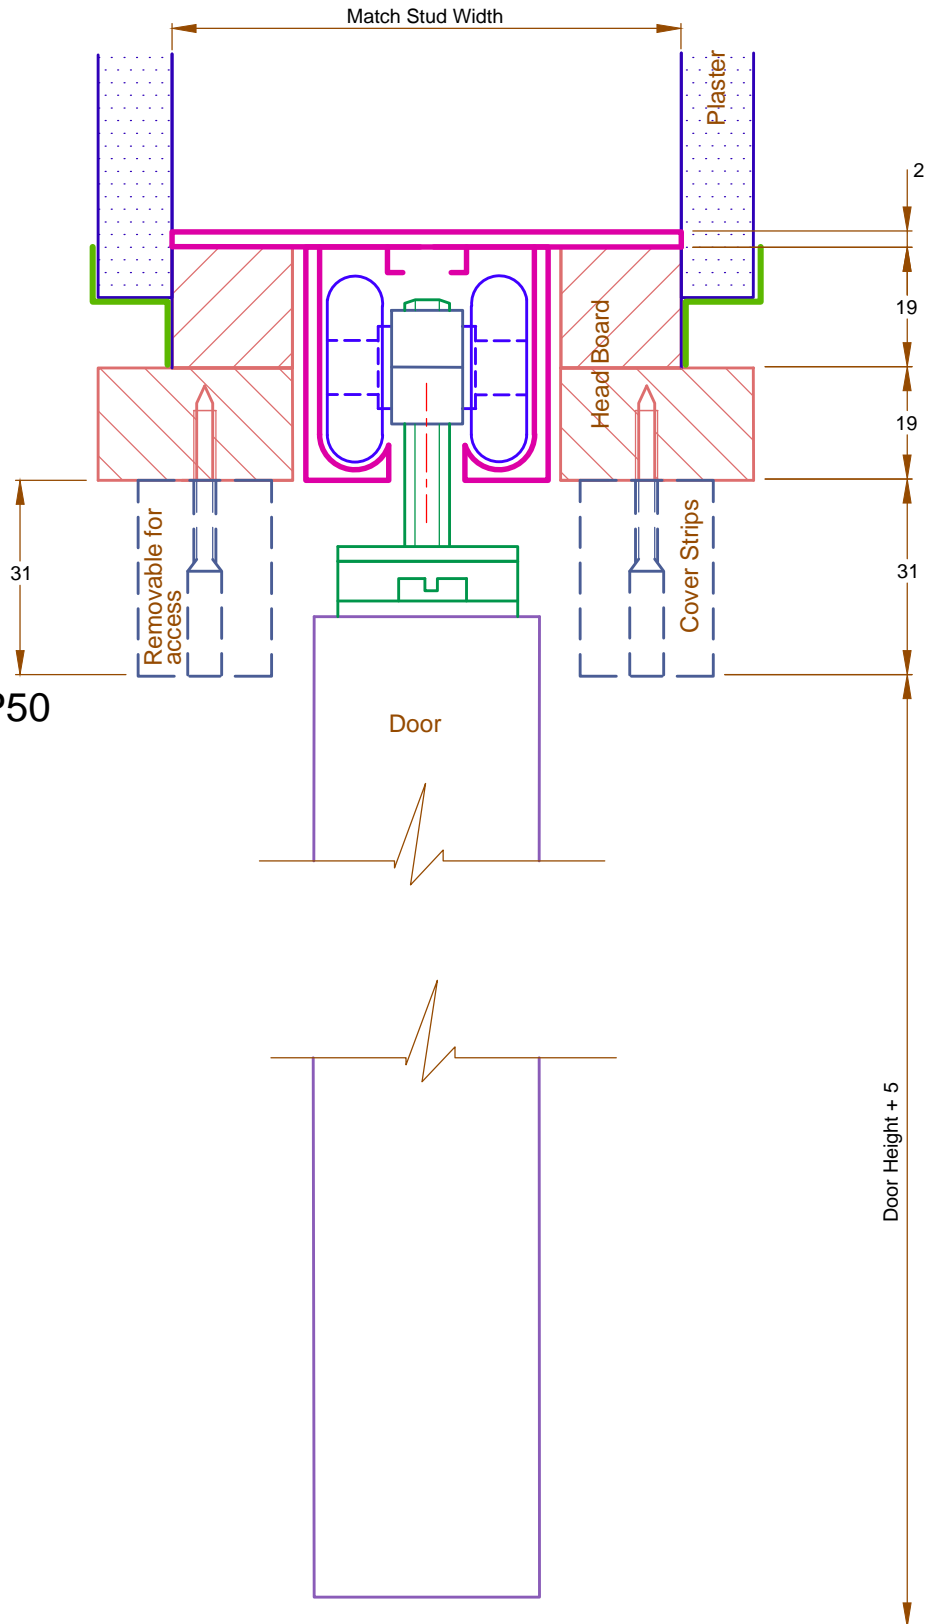 Match Stud Width
Plaster
2
19
Head Board
19
Removable for
access
Cover Strips
31
31
P50
Door
Door Height + 5